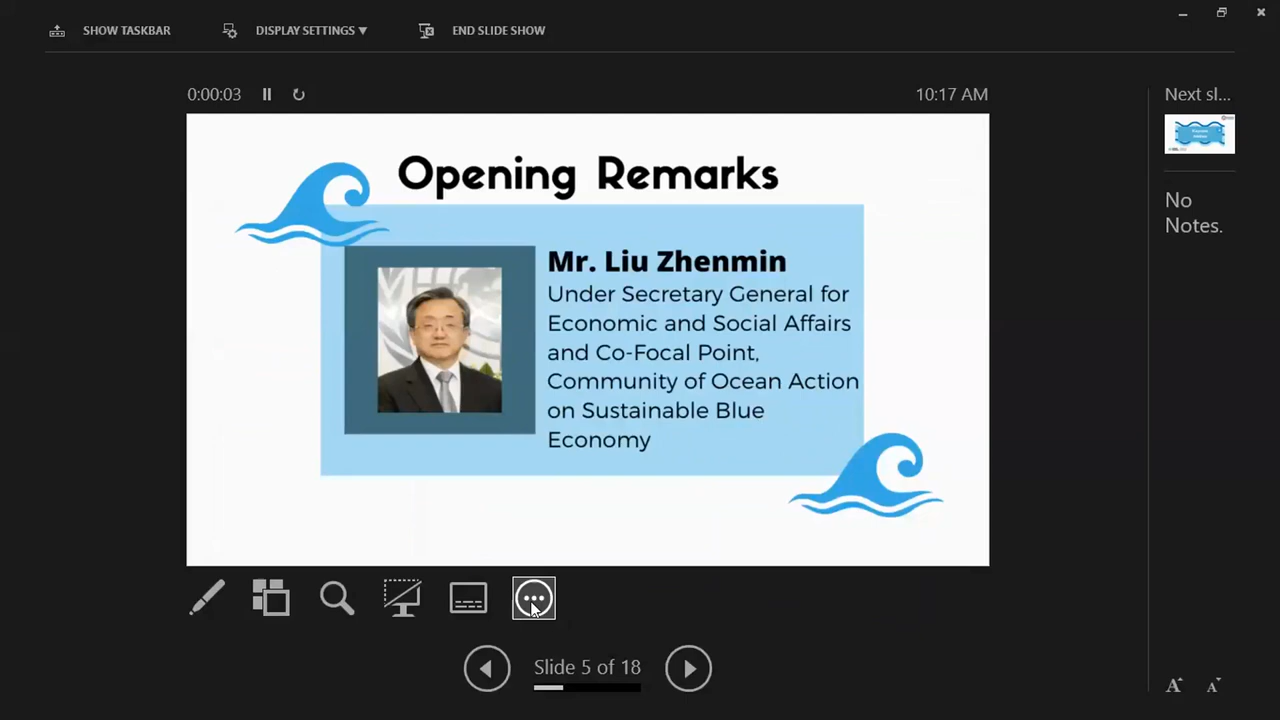 SHOW TASKBAR
DISPLAY SETTINGS ▼
END SLIDE SHOW
0:00:03
10:17 AM
Next sl...
Opening Remarks
Mr. Liu Zhenmin
Under Secretary General for
Economic and Social Affairs
and Co-Focal Point,
Community of Ocean Action
on Sustainable Blue
Economy
No
Notes.
Slide 5 of 18
A A